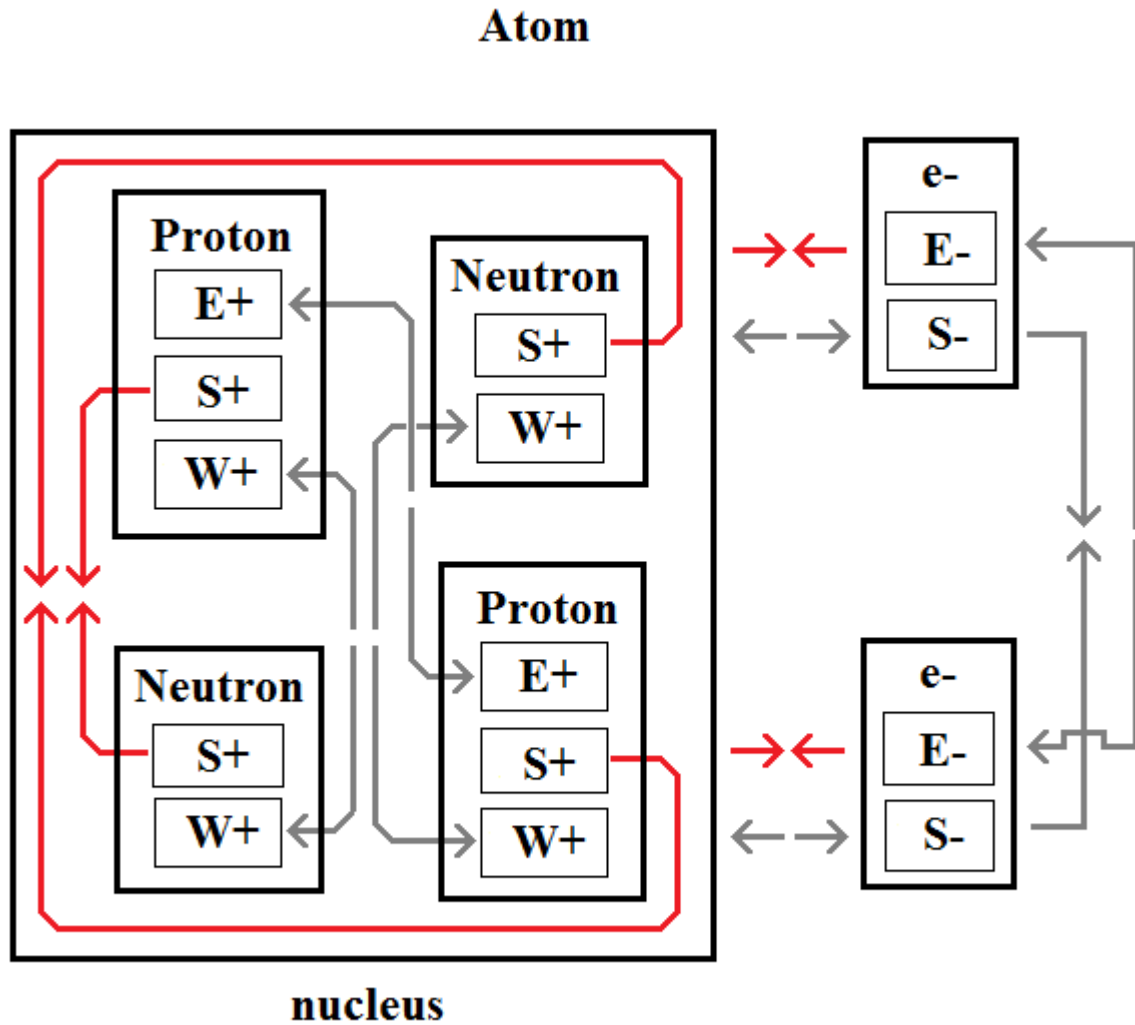 Atom
Proton
E+
S+
W+
Neutron
S+
W+
Neutron
S+
W+
Proton
E+
S+
W+
nucleus
e-
E-
S-
e-
E-
S-